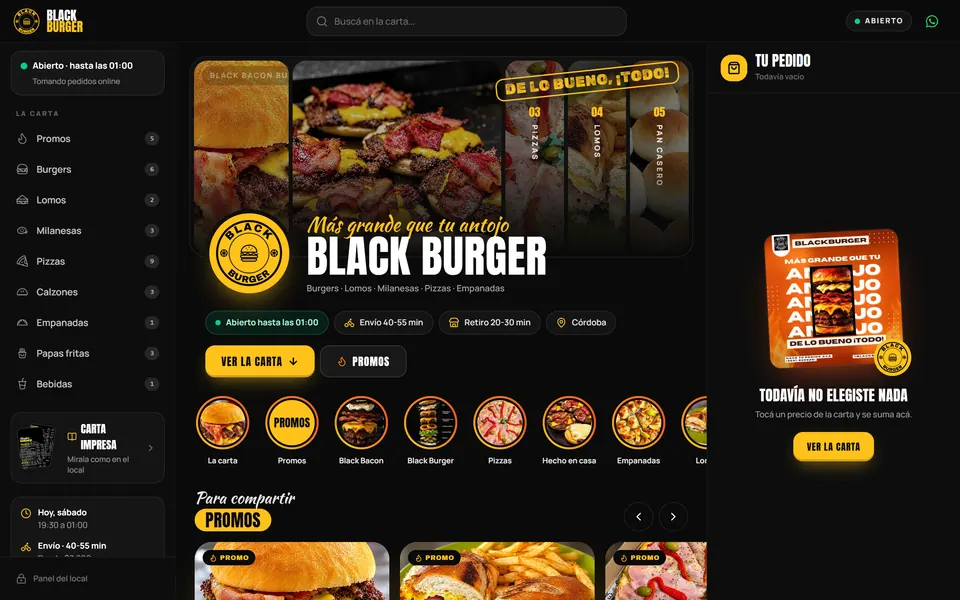 BLACK
BURGER
Buscá en la carta...
ABIERTO
Abierto · hasta las 01:00
Tomando pedidos online
LA CARTA
Promos 5
Burgers 6
Lomos 2
Milanesas 3
Pizzas 9
Calzones 3
Empanadas 1
Papas fritas 3
Bebidas 1
CARTA
IMPRESA
Mirala como en el
local
Hoy, sábado
19:30 a 01:00
Envío · 40-55 min
Panel del local
BLACK BACON BU
DE LO BUENO, ¡TODO!
03
PIZZAS
04
LOMOS
05
PAN CASERO
BLACK
BURGER
Más grande que tu antojo
BLACK BURGER
Burgers · Lomos · Milanesas · Pizzas · Empanadas
Abierto hasta las 01:00
Envío 40-55 min
Retiro 20-30 min
Córdoba
VER LA CARTA
PROMOS
PROMOS
La carta
Promos
Black Bacon
Black Burger
Pizzas
Hecho en casa
Empanadas
Lor
Para compartir
PROMOS
PROMO
PROMO
PROMO
TU PEDIDO
Todavía vacío
BLACKBURGER
MÁS GRANDE QUE TU
DE LO BUENO ¡TODO!
BLACK
BURGER
TODAVÍA NO ELEGISTE NADA
Tocá un precio de la carta y se suma acá.
VER LA CARTA